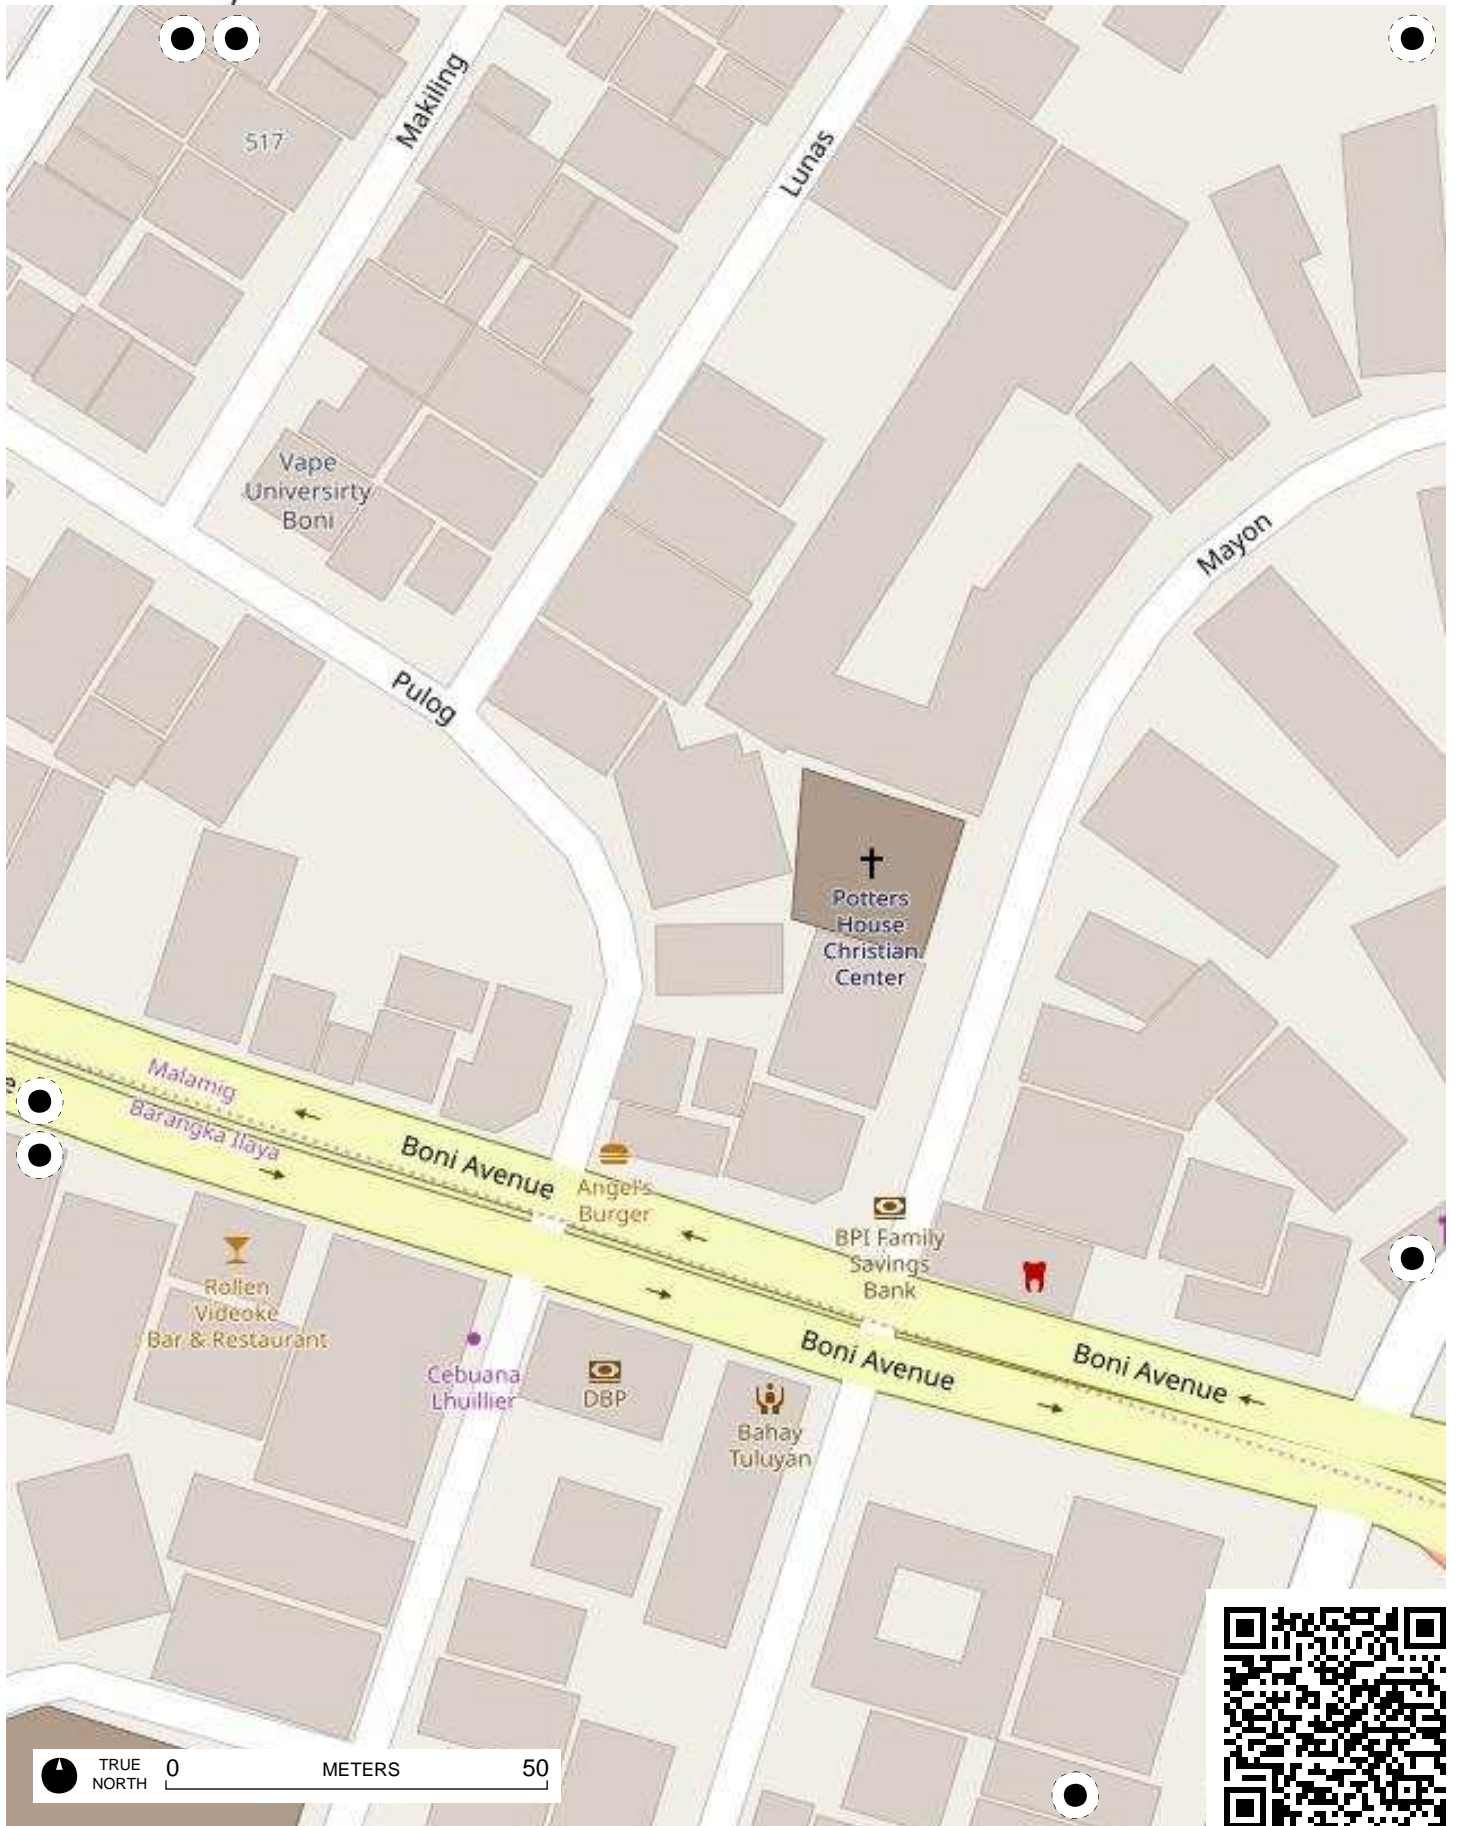 Makiling
517
Lunas
Vape
Universirty
Boni
Mayon
Pulog
Potters
House
Christian
Center
Malamig
e
Barangka Ilaya
Boni Avenue
Angel's
Burger
BPI Family
Savings
Bank
Rollen
Videoke
Bar & Restaurant
Boni Avenue
Boni Avenue
Cebuana
Lhuillier
DBP
Bahay
Tuluyan
TRUE
NORTH
0 METERS 50